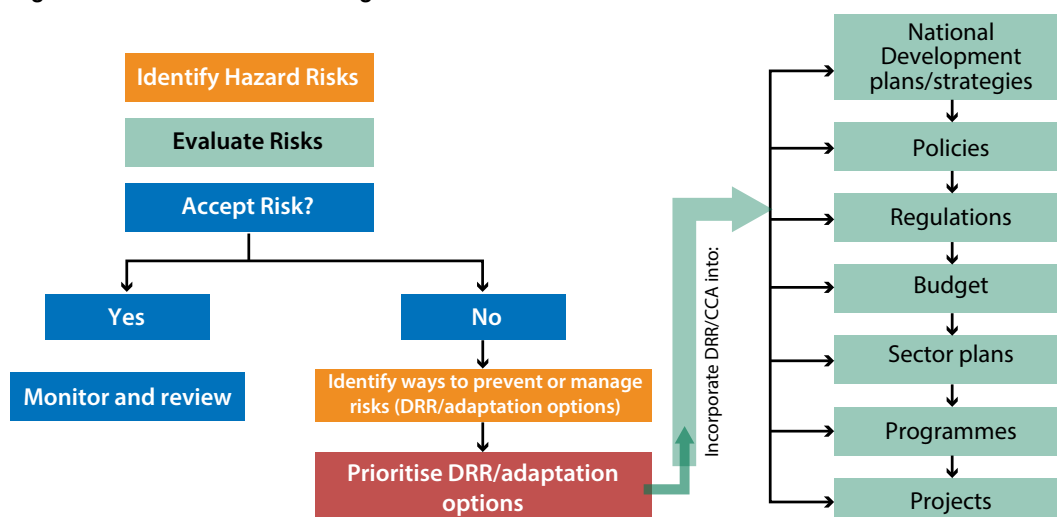 Identify Hazard Risks
Evaluate Risks
Accept Risk?
Yes
No
Monitor and review
Identify ways to prevent or manage
risks (DRR/adaptation options)
Prioritise DRR/adaptation
options
Incorporate DRR/CCA into:
National
Development
plans/strategies
Policies
Regulations
Budget
Sector plans
Programmes
Projects